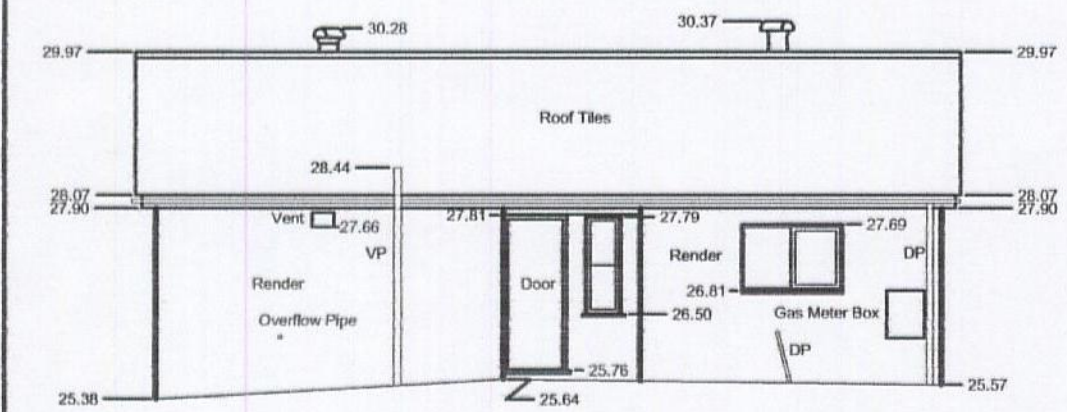 30.28
30.37
29.97
29.97
Roof Tiles
28.44
28.07
28.07
27.90
27.90
Vent
27.66
27.81
27.79
27.69
VP
Render
DP
Render
Door
26.81
Overflow Pipe
26.50
Gas Meter Box
DP
25.76
25.38
25.64
25.57